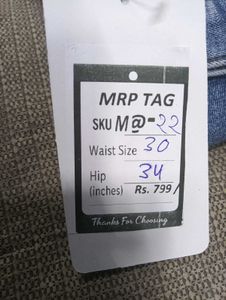 MRP TAG
SKU M@-22
Waist Size 30
Hip 34
(inches) Rs. 799/
Thanks For Choosing